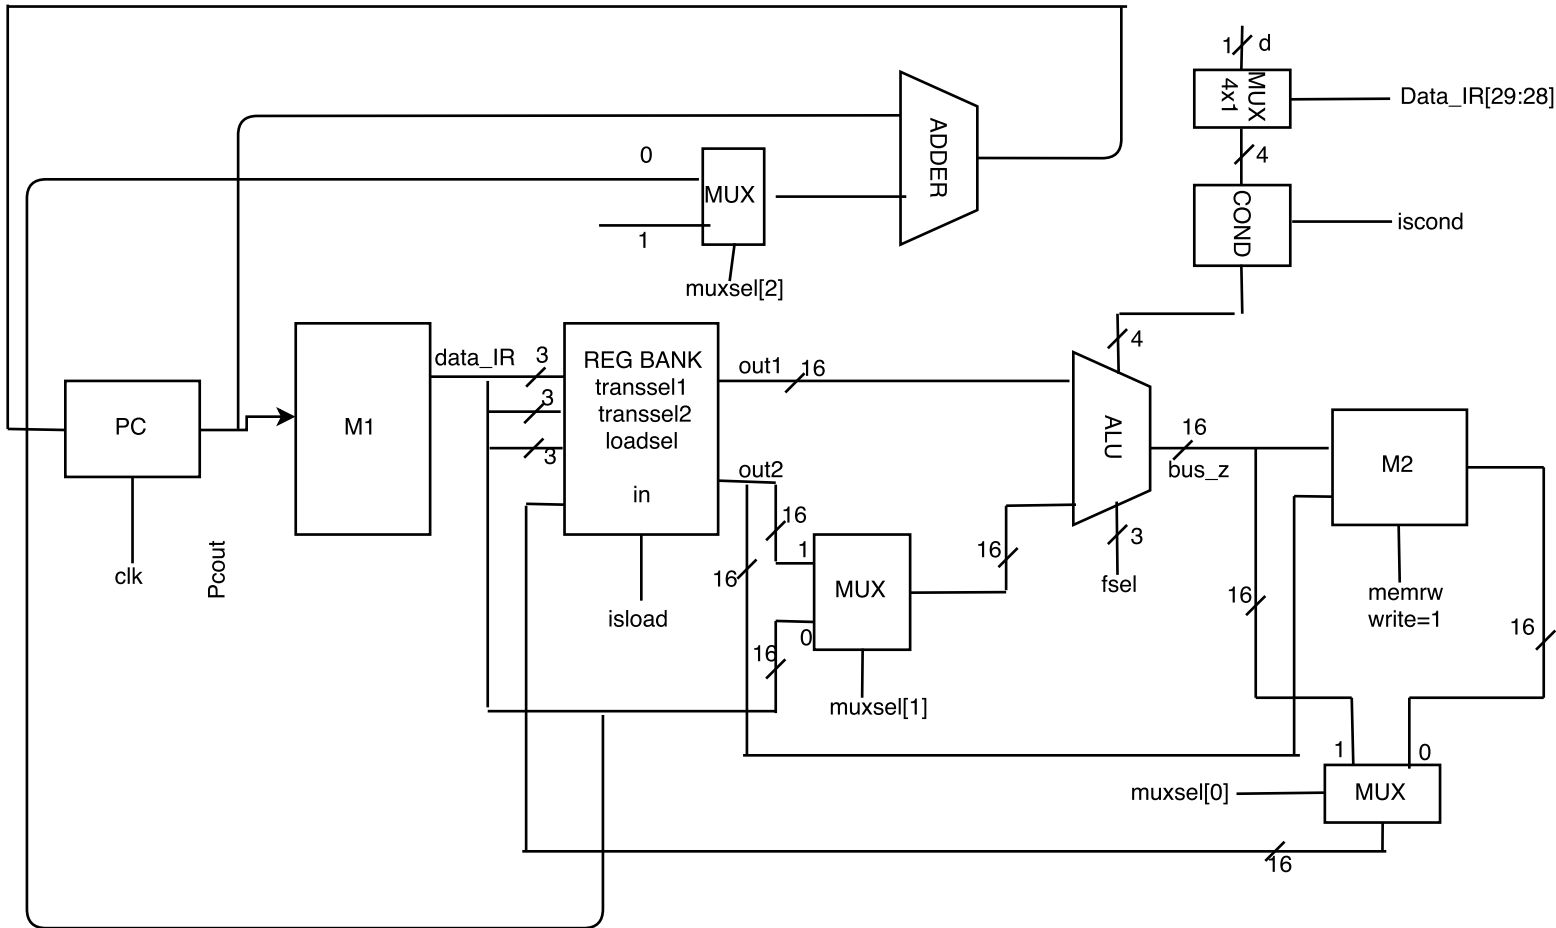 1 d
MUX
4x1
Data_IR[29:28]
ADDER
4
0
MUX
COND
iscond
1
muxsel[2]
4
data_IR 3
REG BANK
transsel1
transsel2
loadsel
in
out1 16
3
3
PC
M1
ALU
16
bus_z
M2
out2
16
1
16
16
3
clk
Pcout
isload
MUX
fsel
16
memrw
write=1
0
16
16
muxsel[1]
1
0
muxsel[0]
MUX
16